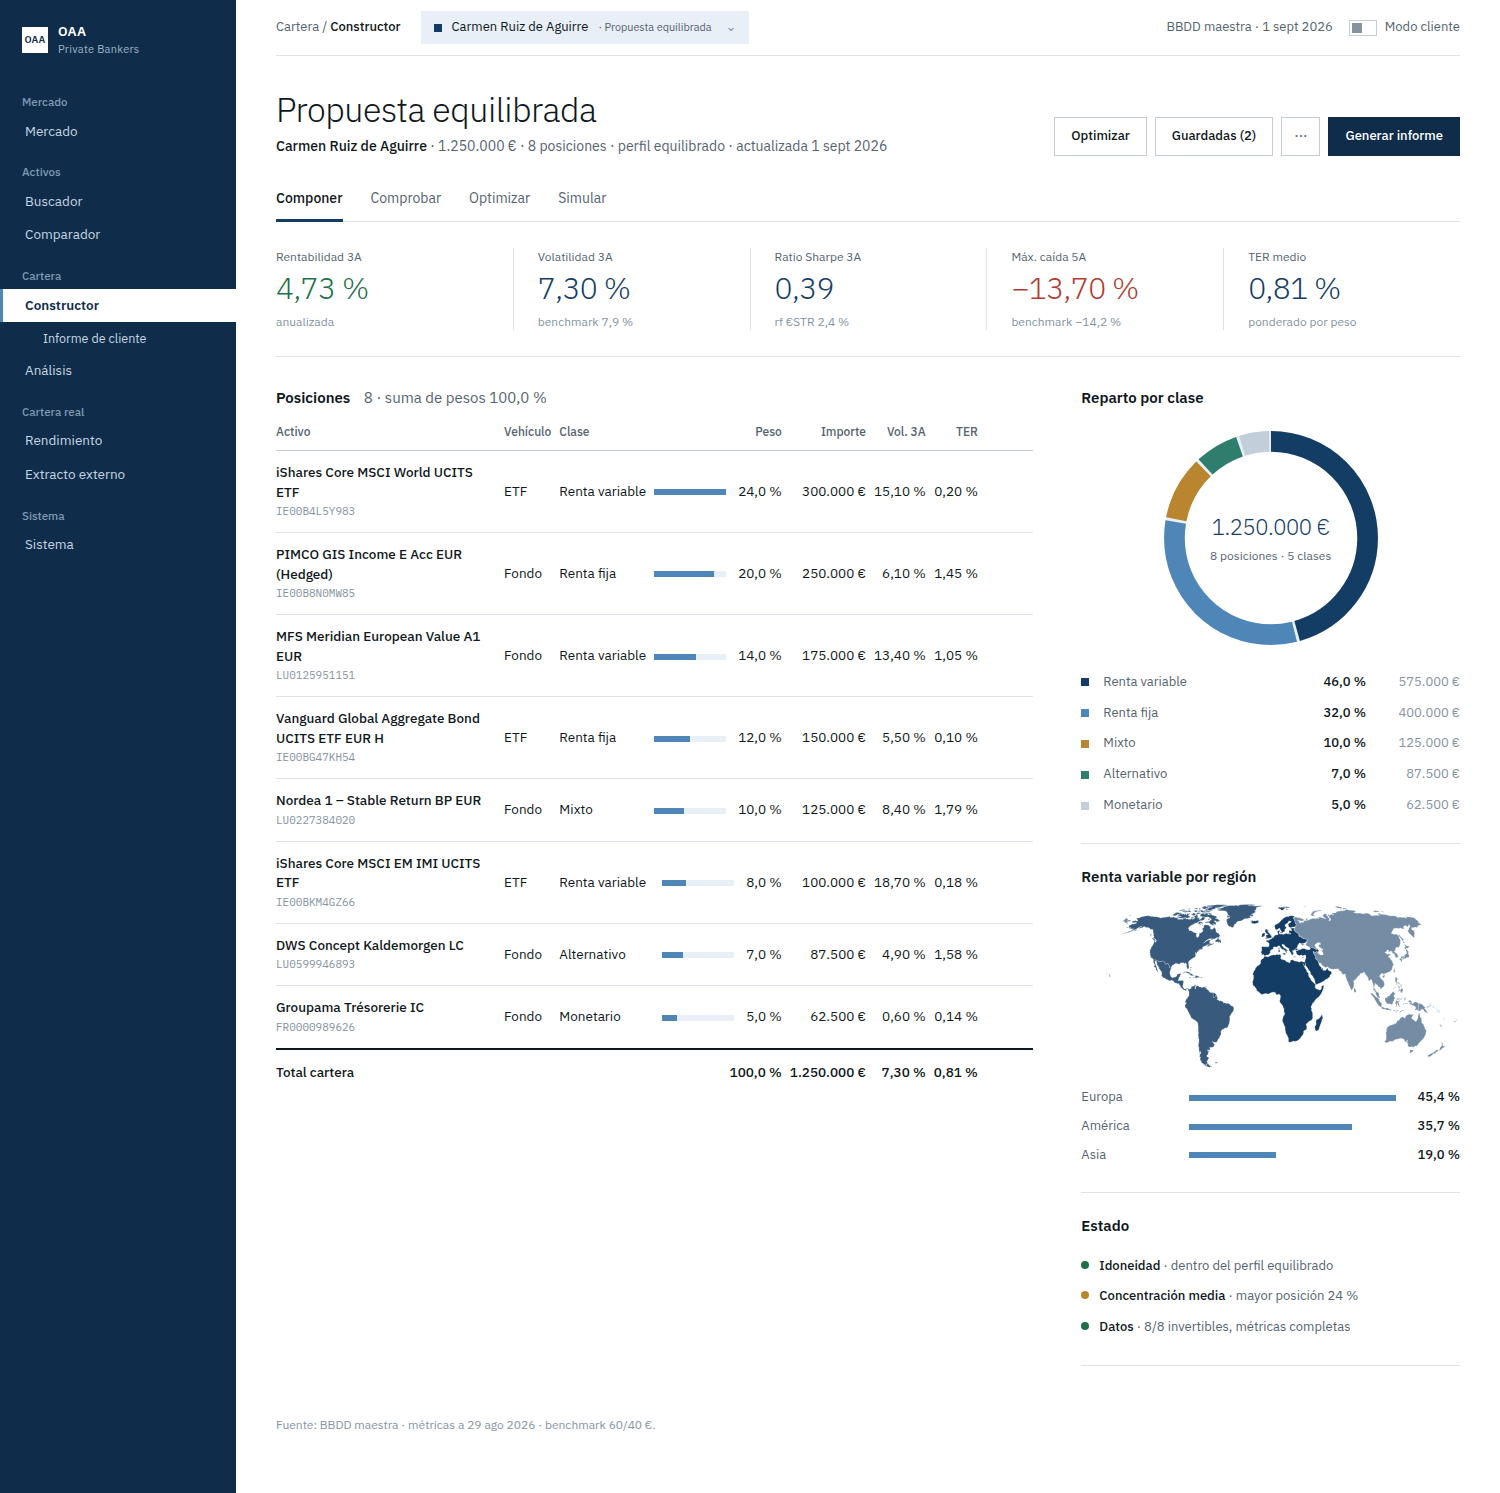 OAA
OAA
Private Bankers
Mercado
Mercado
Activos
Buscador
Comparador
Cartera
Constructor
Informe de cliente
Análisis
Cartera real
Rendimiento
Extracto externo
Sistema
Sistema
Cartera / Constructor
Carmen Ruiz de Aguirre · Propuesta equilibrada
BBDD maestra · 1 sept 2026
Modo cliente
Propuesta equilibrada
Carmen Ruiz de Aguirre · 1.250.000 € · 8 posiciones · perfil equilibrado · actualizada 1 sept 2026
Optimizar
Guardadas (2)
···
Generar informe
Componer Comprobar Optimizar Simular
Rentabilidad 3A
4,73 %
anualizada
Volatilidad 3A
7,30 %
benchmark 7,9 %
Ratio Sharpe 3A
0,39
rf €STR 2,4 %
Máx. caída 5A
−13,70 %
benchmark −14,2 %
TER medio
0,81 %
ponderado por peso
Posiciones 8 · suma de pesos 100,0 %
Activo Vehículo Clase Peso Importe Vol. 3A TER
iShares Core MSCI World UCITS
ETF
IE00B4L5Y983
ETF Renta variable 24,0 % 300.000 € 15,10 % 0,20 %
PIMCO GIS Income E Acc EUR
(Hedged)
IE00B8N0MW85
Fondo Renta fija 20,0 % 250.000 € 6,10 % 1,45 %
MFS Meridian European Value A1
EUR
LU0125951151
Fondo Renta variable 14,0 % 175.000 € 13,40 % 1,05 %
Vanguard Global Aggregate Bond
UCITS ETF EUR H
IE00BG47KH54
ETF Renta fija 12,0 % 150.000 € 5,50 % 0,10 %
Nordea 1 – Stable Return BP EUR
LU0227384020
Fondo Mixto 10,0 % 125.000 € 8,40 % 1,79 %
iShares Core MSCI EM IMI UCITS
ETF
IE00BKM4GZ66
ETF Renta variable 8,0 % 100.000 € 18,70 % 0,18 %
DWS Concept Kaldemorgen LC
LU0599946893
Fondo Alternativo 7,0 % 87.500 € 4,90 % 1,58 %
Groupama Trésorerie IC
FR0000989626
Fondo Monetario 5,0 % 62.500 € 0,60 % 0,14 %
Total cartera 100,0 % 1.250.000 € 7,30 % 0,81 %
Reparto por clase
1.250.000 €
8 posiciones · 5 clases
Renta variable 46,0 % 575.000 €
Renta fija 32,0 % 400.000 €
Mixto 10,0 % 125.000 €
Alternativo 7,0 % 87.500 €
Monetario 5,0 % 62.500 €
Renta variable por región
Europa 45,4 %
América 35,7 %
Asia 19,0 %
Estado
Idoneidad · dentro del perfil equilibrado
Concentración media · mayor posición 24 %
Datos · 8/8 invertibles, métricas completas
Fuente: BBDD maestra · métricas a 29 ago 2026 · benchmark 60/40 €.